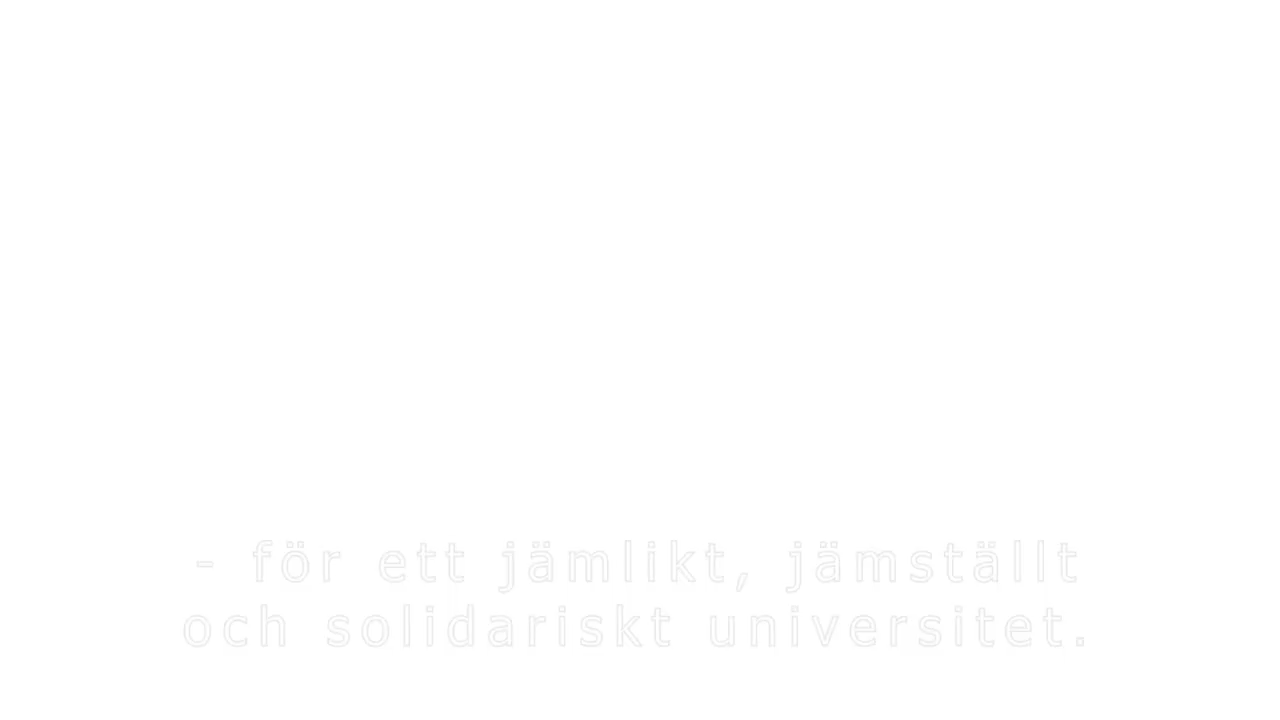 - för ett jämlikt, jämställt
och solidariskt universitet.